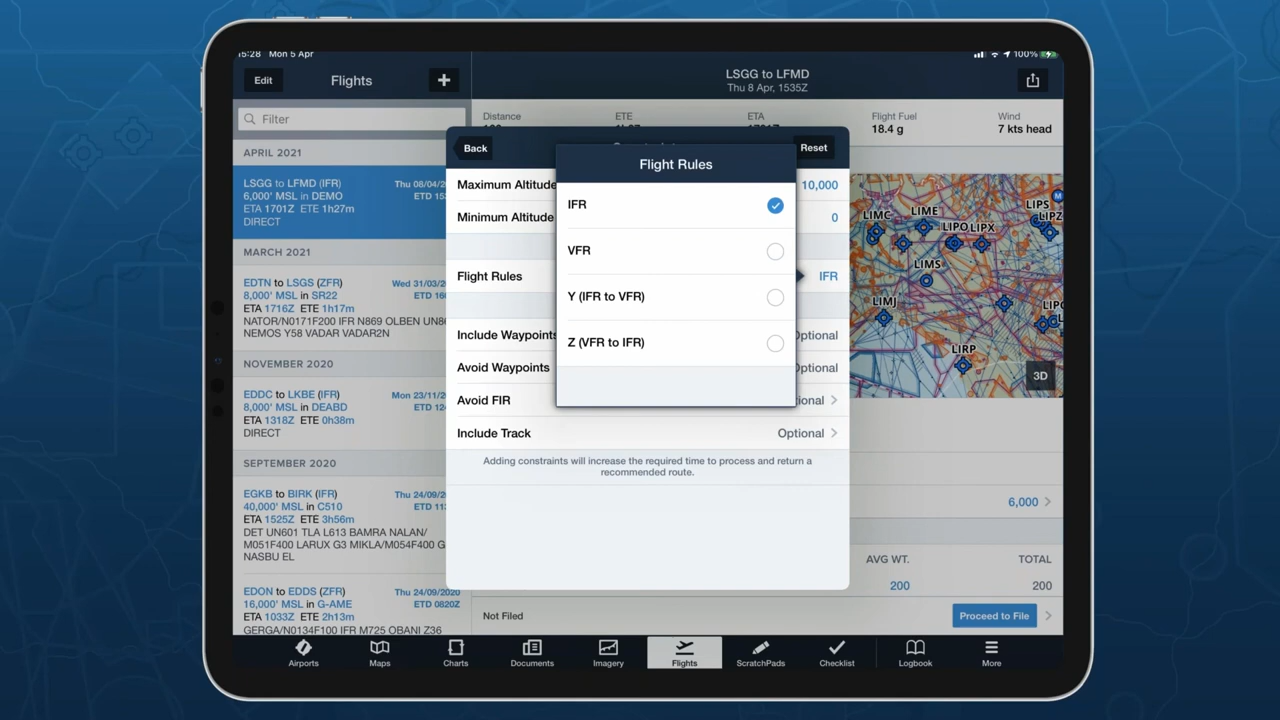 15:28 Mon 5 Apr
100%
Edit
Flights
+
LSGG to LFMD
Thu 8 Apr, 1535Z
Filter
Distance
ETE
ETA
Flight Fuel
18.4 g
Wind
7 kts head
APRIL 2021
LSGG to LFMD (IFR)
Thu 08/04/2
6,000' MSL in DEMO
ETD 15
ETA 1701Z ETE 1h27m
DIRECT
MARCH 2021
EDTN to LSGS (ZFR)
Wed 31/03/2
8,000' MSL in SR22
ETD 16
ETA 1716Z ETE 1h17m
NATOR/N0171F200 IFR N869 OLBEN UN86
NEMOS Y58 VADAR VADAR2N
NOVEMBER 2020
EDDC to LKBE (IFR)
Mon 23/11/2
8,000' MSL in DEABD
ETD 12
ETA 1318Z ETE 0h38m
DIRECT
SEPTEMBER 2020
EGKB to BIRK (IFR)
Thu 24/09/2
40,000' MSL in C510
ETD 11
ETA 1525Z ETE 3h56m
DET UN601 TLA L613 BAMRA NALAN/
M051F400 LARUX G3 MIKLA/M054F400 G
NASBU EL
EDON to EDDS (ZFR)
Thu 24/09/2020
16,000' MSL in G-AME
ETD 0820Z
ETA 1033Z ETE 2h13m
GERGA/N0134F100 IFR M725 OBANI Z36
Back
Reset
Maximum Altitude
10,000
Minimum Altitude
0
Flight Rules
IFR
Include Waypoints
Optional
Avoid Waypoints
Optional
Avoid FIR
ional
Include Track
Optional
Adding constraints will increase the required time to process and return a
recommended route.
Flight Rules
IFR
VFR
Y (IFR to VFR)
Z (VFR to IFR)
LIMC
LIME
LIPO
LIPX
LIPS
LIPZ
M
LIMS
LIMJ
LIRP
3D
6,000
AVG WT.
TOTAL
200
200
Not Filed
Proceed to File
Airports
Maps
Charts
Documents
Imagery
Flights
ScratchPads
Checklist
Logbook
More